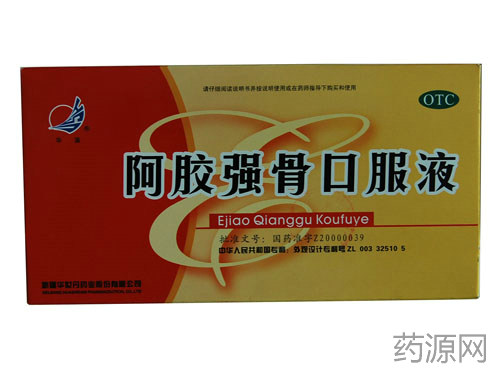 请仔细阅读说明书并按说明使用或在药师指导下购买和使用
OTC
阿胶强骨口服液
Ejiao Qianggu Koufuye
批准文号：国药准字Z20000039
中华人民共和国专利：外观设计专利号ZL 003 32510 5
药源网